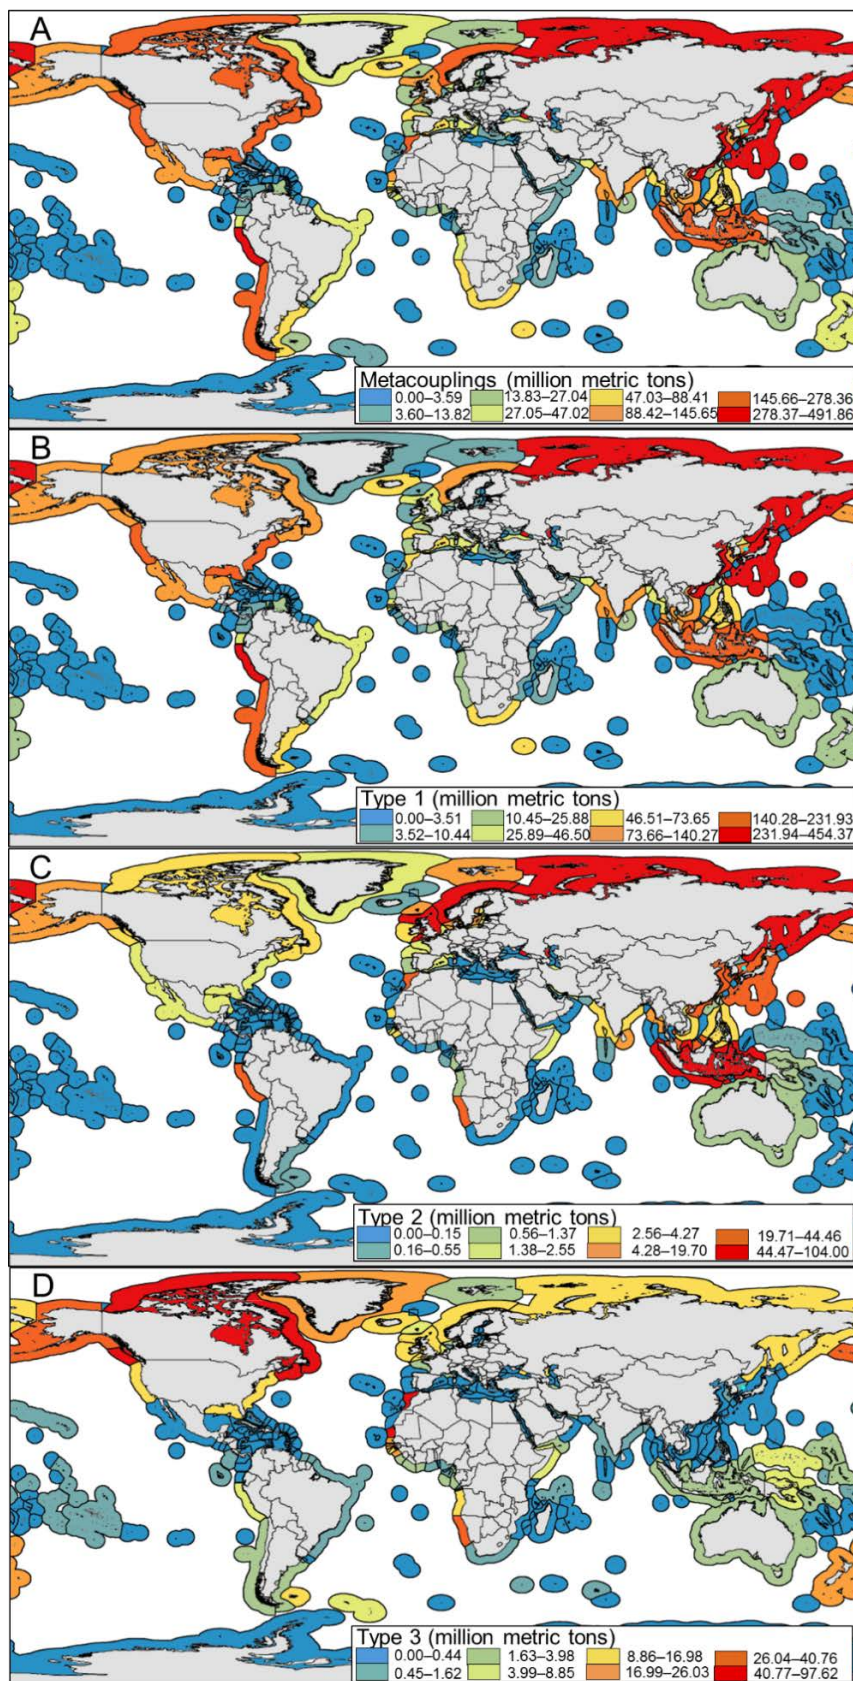 A
Metacouplings (million metric tons)
0.00–3.59 13.83–27.04 47.03–88.41 145.66–278.36
3.60–13.82 27.05–47.02 88.42–145.65 278.37–491.86
B
Type 1 (million metric tons)
0.00–3.51 10.45–25.88 46.51–73.65 140.28–231.93
3.52–10.44 25.89–46.50 73.66–140.27 231.94–454.37
C
Type 2 (million metric tons)
0.00–0.15 0.56–1.37 2.56–4.27 19.71–44.46
0.16–0.55 1.38–2.55 4.28–19.70 44.47–104.00
D
Type 3 (million metric tons)
0.00–0.44 1.63–3.98 8.86–16.98 26.04–40.76
0.45–1.62 3.99–8.85 16.99–26.03 40.77–97.62